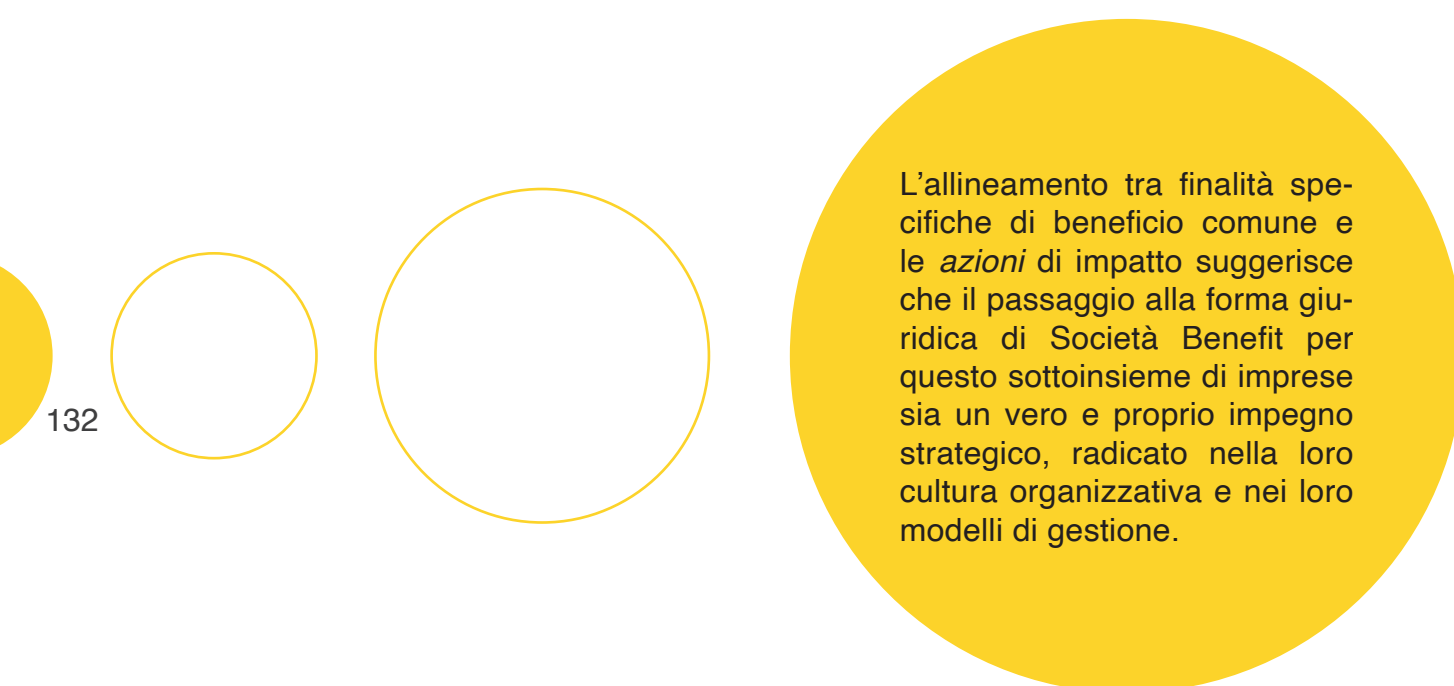 L’allineamento tra finalità spe-
cifiche di beneficio comune e
le azioni di impatto suggerisce
che il passaggio alla forma giu-
ridica di Società Benefit per
questo sottoinsieme di imprese
sia un vero e proprio impegno
strategico, radicato nella loro
cultura organizzativa e nei loro
modelli di gestione.
132